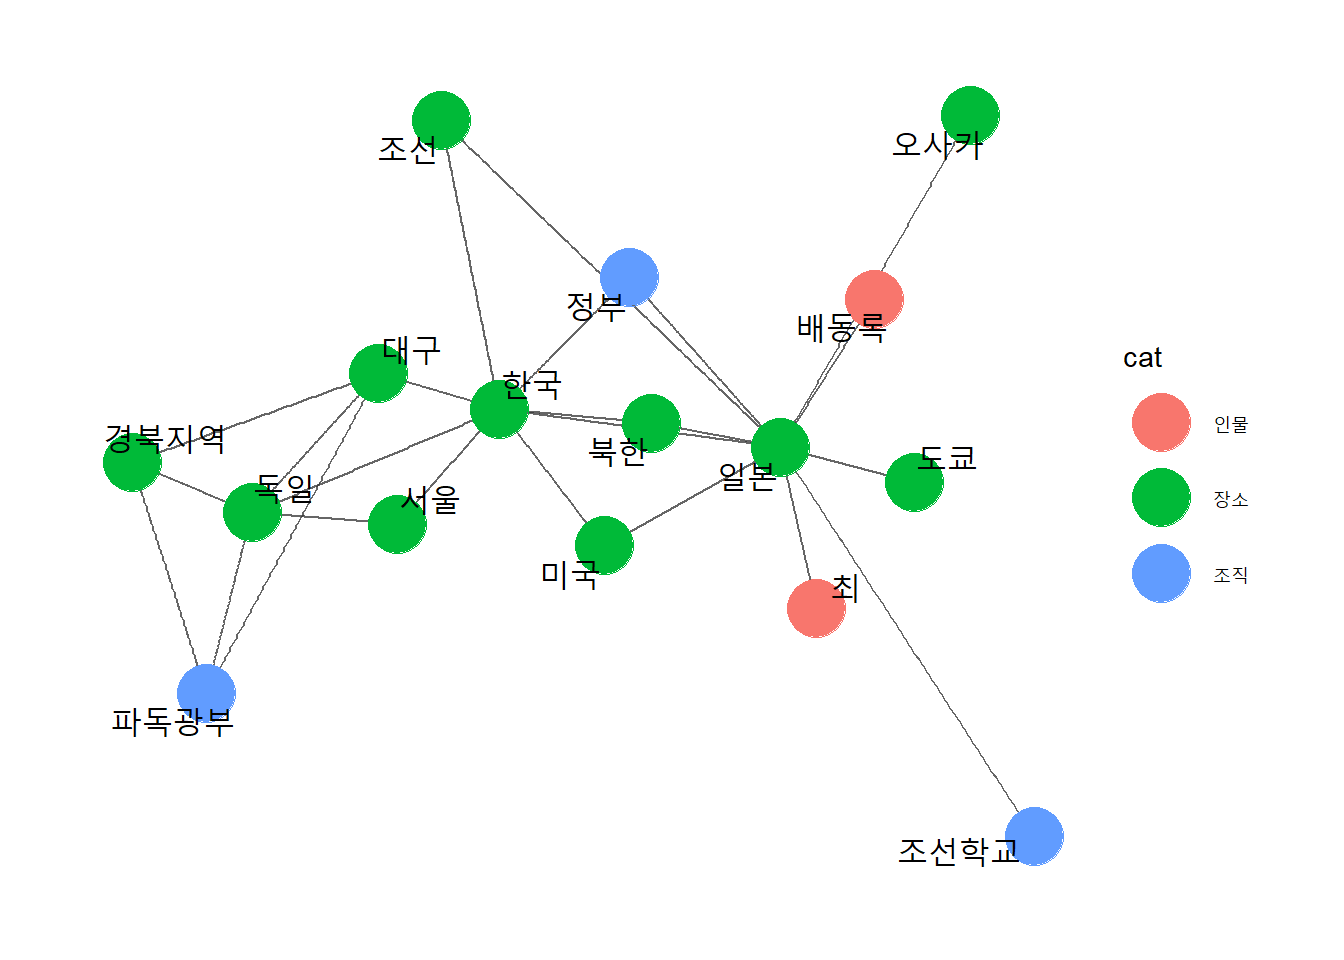 조선
오사카
정부
배동록
대구
한국
경북지역
북한
일본
도쿄
독일
서울
미국
최
파독광부
조선학교
cat
인물
장소
조직